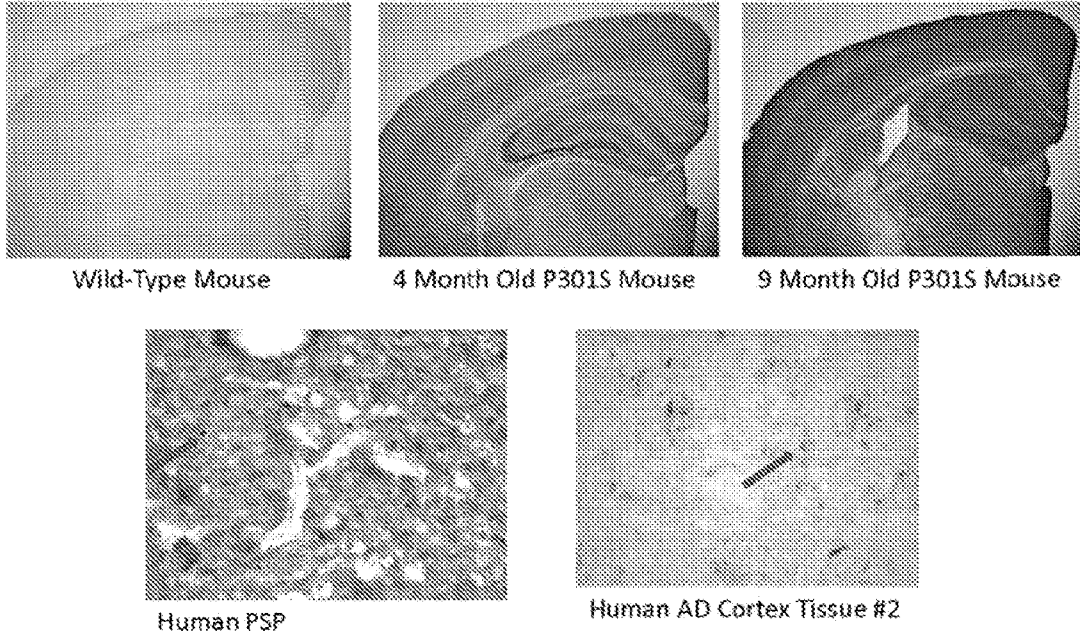 Wild-Type Mouse
4 Month Old P301S Mouse
9 Month Old P301S Mouse
Human PSP
Human AD Cortex Tissue #2